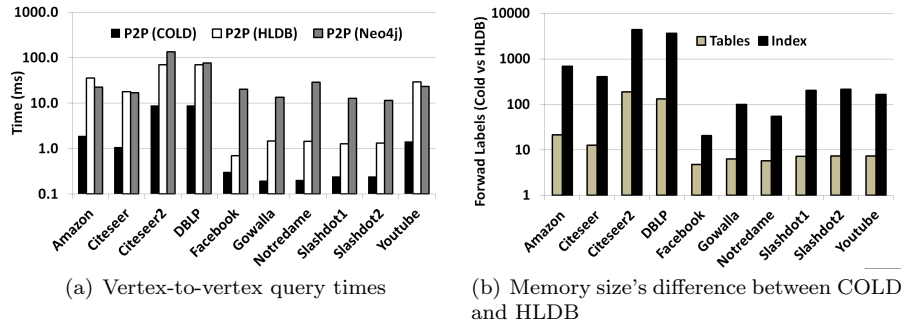 1000.0
100.0
10.0
1.0
0.1
Time (ms)
P2P (COLD) P2P (HLDB) P2P (Neo4j)
Amazon
Citeseer
Citeseer2
DBLP
Facebook
Gowalla
Notredame
Slashdot1
Slashdot2
Youtube
(a) Vertex-to-vertex query times
10000
1000
100
10
1
Forwad Labels (Cold vs HLDB)
Tables Index
Amazon
Citeseer
Citeseer2
DBLP
Facebook
Gowalla
Notredame
Slashdot1
Slashdot2
Youtube
(b) Memory size's difference between COLD
and HLDB